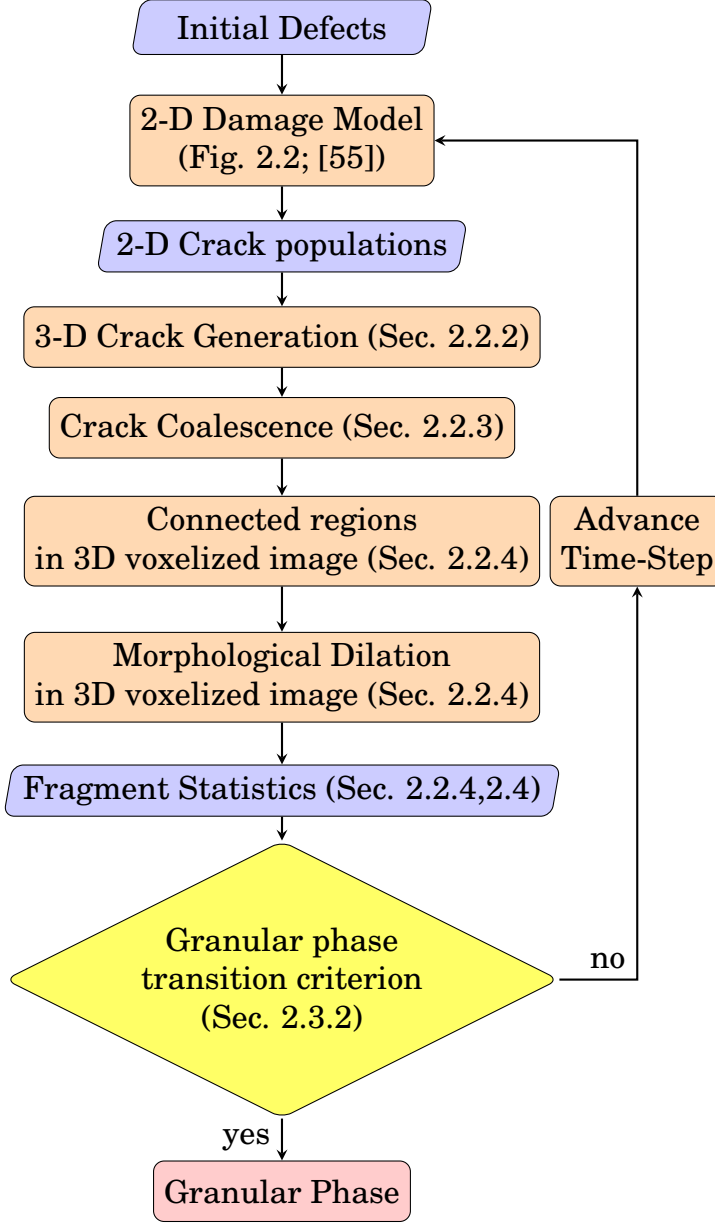 Initial Defects
2-D Damage Model
(Fig. 2.2; [55])
2-D Crack populations
3-D Crack Generation (Sec. 2.2.2)
Crack Coalescence (Sec. 2.2.3)
Connected regions
in 3D voxelized image (Sec. 2.2.4)
Advance
Time-Step
Morphological Dilation
in 3D voxelized image (Sec. 2.2.4)
Fragment Statistics (Sec. 2.2.4,2.4)
Granular phase
transition criterion
(Sec. 2.3.2)
no
yes
Granular Phase